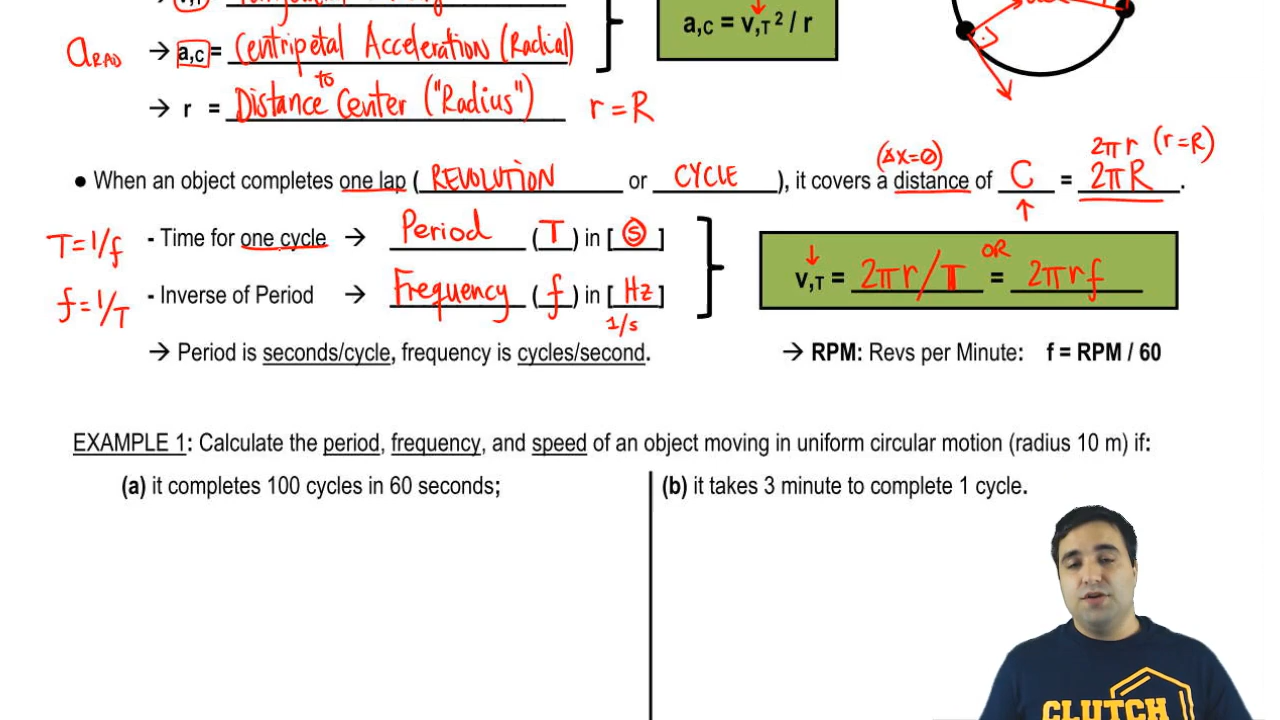 a,c = v,T² / r
aRAD → a,c = Centripetal Acceleration (Radial)
→ r = Distance to Center ("Radius") r = R
● When an object completes one lap ( REVOLUTION or CYCLE ), it covers a distance (Δx=0) of C = 2πR . 2πr (r=R)
T = 1/f - Time for one cycle → Period ( T ) in [ s ]
f = 1/T - Inverse of Period → Frequency ( f ) in [ Hz ] 1/s
v,T = 2πr/T OR = 2πrf
→ Period is seconds/cycle, frequency is cycles/second. → RPM: Revs per Minute: f = RPM / 60
EXAMPLE 1: Calculate the period, frequency, and speed of an object moving in uniform circular motion (radius 10 m) if:
(a) it completes 100 cycles in 60 seconds;
(b) it takes 3 minute to complete 1 cycle.
CLUTCH